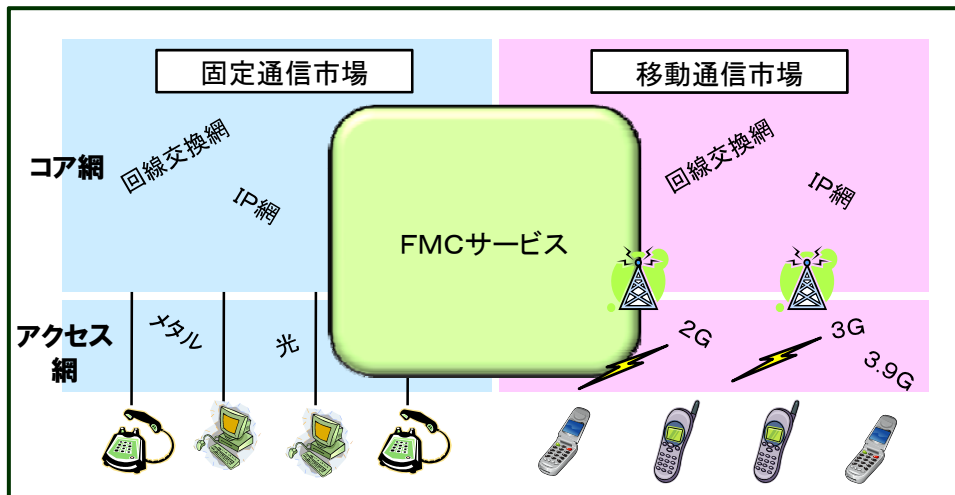 固定通信市場
移動通信市場
コア網
回線交換網
IP網
FMCサービス
回線交換網
IP網
アクセス
網
メタル
光
2G
3G
3.9G